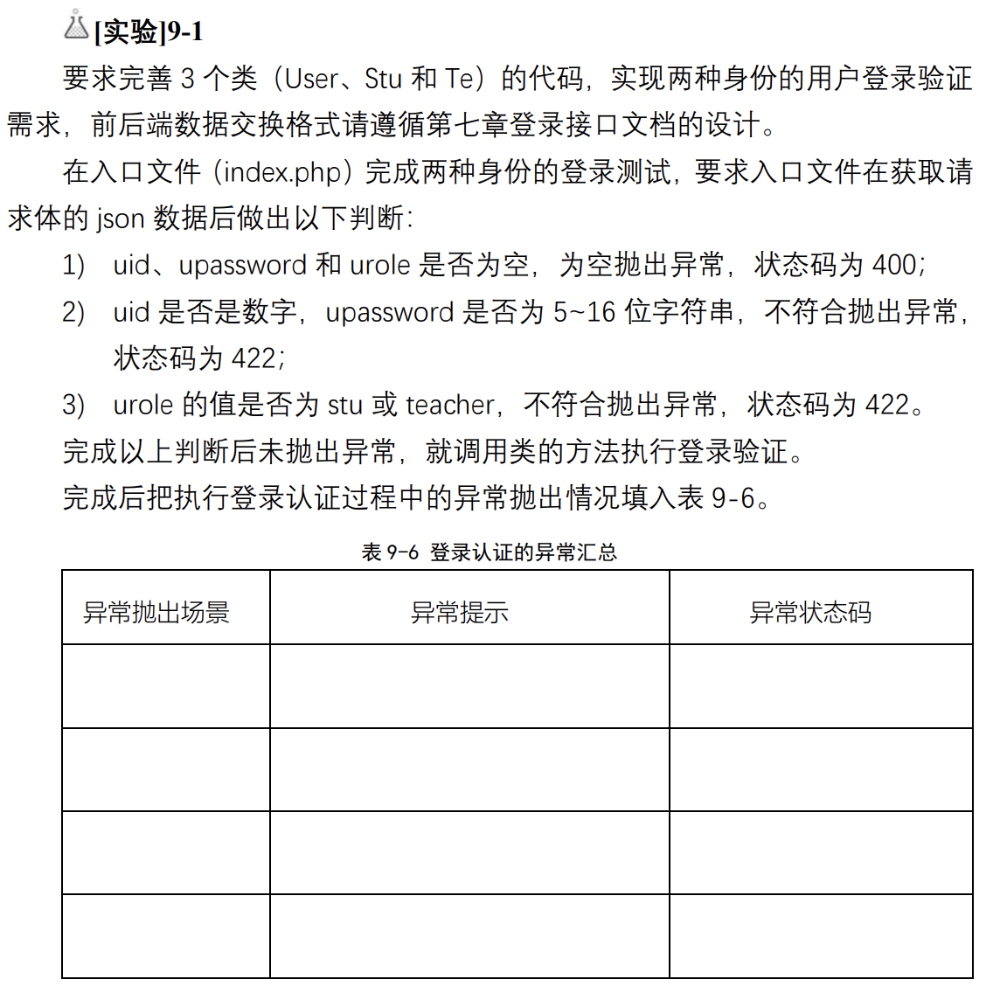 [实验]9-1
要求完善 3 个类（User、Stu 和 Te）的代码，实现两种身份的用户登录验证
需求，前后端数据交换格式请遵循第七章登录接口文档的设计。
在入口文件（index.php）完成两种身份的登录测试，要求入口文件在获取请
求体的 json 数据后做出以下判断：
1) uid、upassword 和 urole 是否为空，为空抛出异常，状态码为 400；
2) uid 是否是数字，upassword 是否为 5~16 位字符串，不符合抛出异常，
状态码为 422；
3) urole 的值是否为 stu 或 teacher，不符合抛出异常，状态码为 422。
完成以上判断后未抛出异常，就调用类的方法执行登录验证。
完成后把执行登录认证过程中的异常抛出情况填入表 9-6。
表 9-6 登录认证的异常汇总
异常抛出场景 异常提示 异常状态码